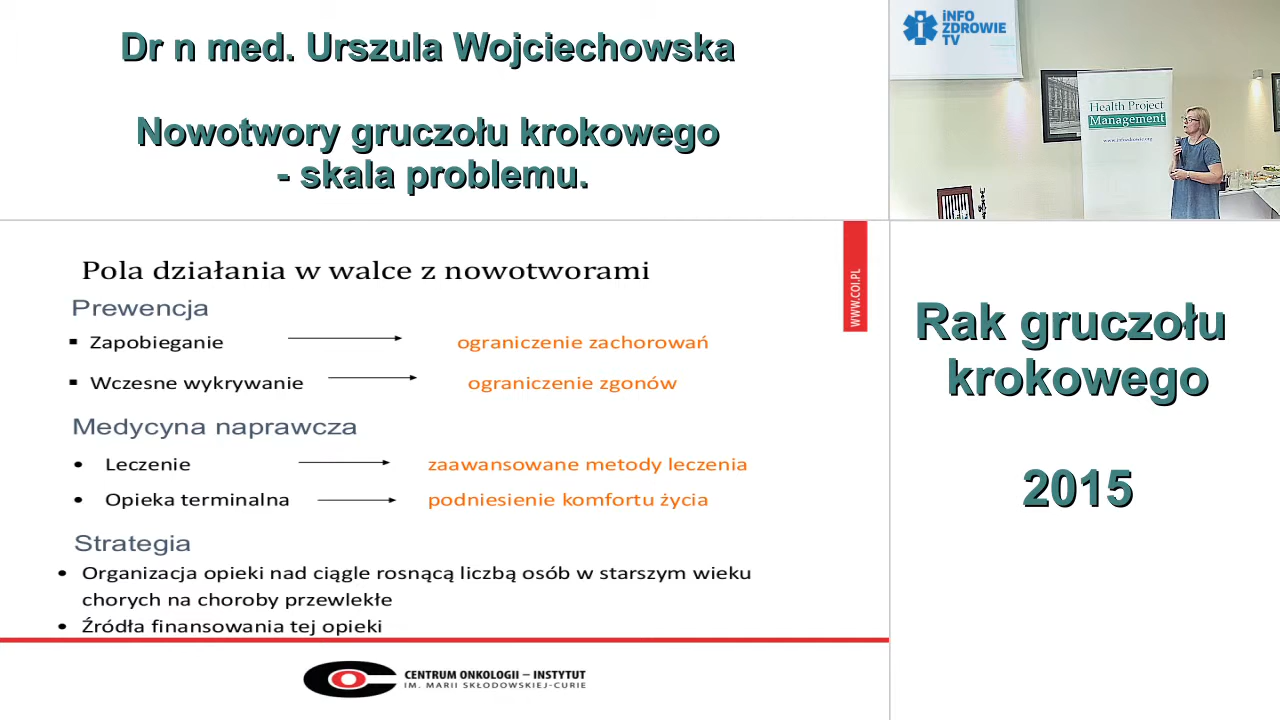 Dr n med. Urszula Wojciechowska
Nowotwory gruczołu krokowego
- skala problemu.
iNFO
ZDROWIE
TV
Health Project
Management
Pola działania w walce z nowotworami
WWW.COI.PL
Prewencja
▪ Zapobieganie → ograniczenie zachorowań
▪ Wczesne wykrywanie → ograniczenie zgonów
Medycyna naprawcza
• Leczenie → zaawansowane metody leczenia
• Opieka terminalna → podniesienie komfortu życia
Strategia
• Organizacja opieki nad ciągle rosnącą liczbą osób w starszym wieku
chorych na choroby przewlekłe
• Źródła finansowania tej opieki
CENTRUM ONKOLOGII – INSTYTUT
IM. MARII SKŁODOWSKIEJ-CURIE
Rak gruczołu
krokowego
2015